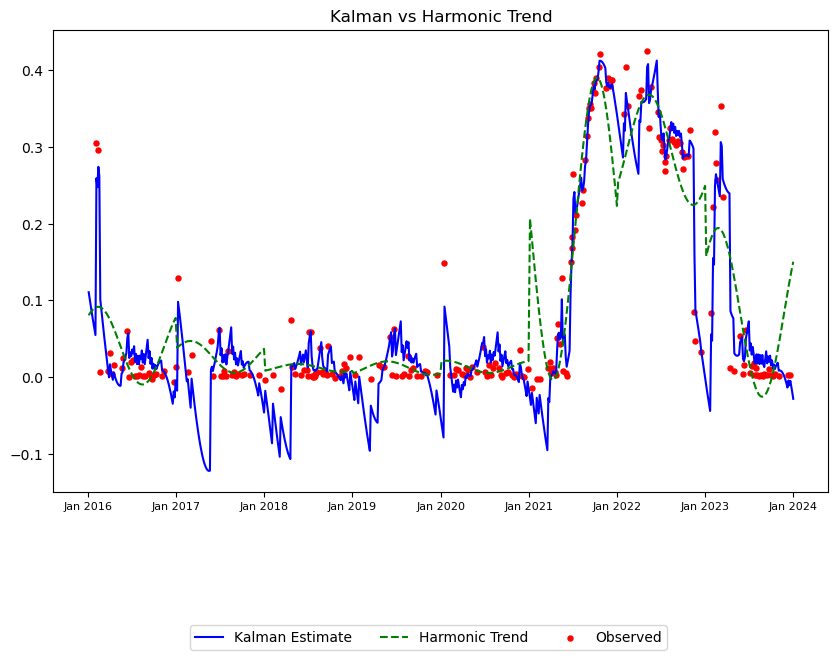 Kalman vs Harmonic Trend
0.4
0.3
0.2
0.1
0.0
−0.1
Jan 2016 Jan 2017 Jan 2018 Jan 2019 Jan 2020 Jan 2021 Jan 2022 Jan 2023 Jan 2024
Kalman Estimate Harmonic Trend Observed